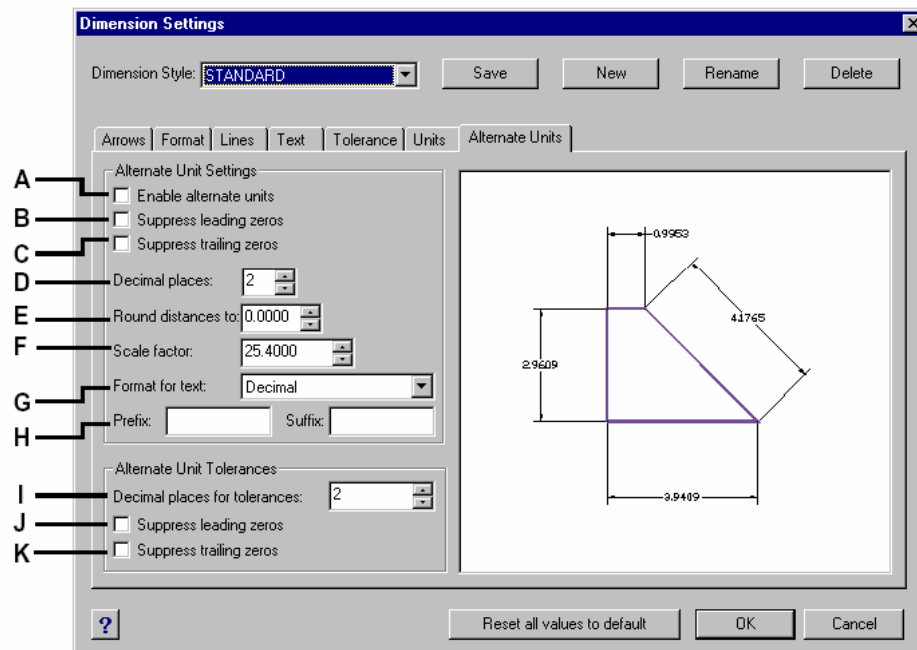 Dimension Settings
Dimension Style: STANDARD Save New Rename Delete
Arrows Format Lines Text Tolerance Units Alternate Units
Alternate Unit Settings
A Enable alternate units
B Suppress leading zeros
C Suppress trailing zeros
D Decimal places: 2
E Round distances to: 0.0000
F Scale factor: 25.4000
G Format for text: Decimal
H Prefix: Suffix:
Alternate Unit Tolerances
I Decimal places for tolerances: 2
J Suppress leading zeros
K Suppress trailing zeros
0.9953
4.1765
2.9609
3.9409
? Reset all values to default OK Cancel